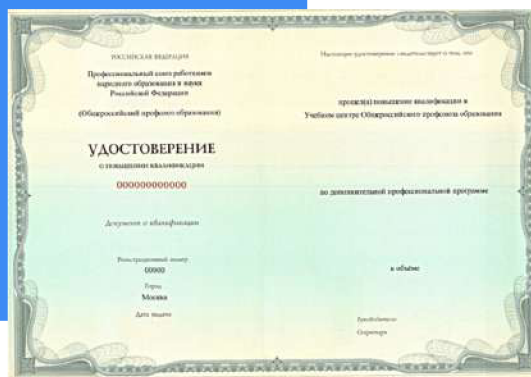 РОССИЙСКАЯ ФЕДЕРАЦИЯ
Профессиональный союз работников
народного образования и науки
Российской Федерации
(Общероссийский профсоюз образования)
УДОСТОВЕРЕНИЕ
о повышении квалификации
000000000000
Документ о квалификации
Регистрационный номер
00000
Город
Москва
Дата выдачи
Настоящее удостоверение свидетельствует о том, что
прошел(а) повышение квалификации в
Учебном центре Общероссийского профсоюза образования
по дополнительной профессиональной программе
в объёме
Руководитель
Секретарь